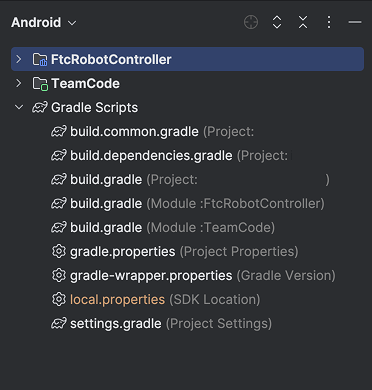 Android
FtcRobotController
TeamCode
Gradle Scripts
build.common.gradle (Project:
build.dependencies.gradle (Project:
build.gradle (Project: )
build.gradle (Module :FtcRobotController)
build.gradle (Module :TeamCode)
gradle.properties (Project Properties)
gradle-wrapper.properties (Gradle Version)
local.properties (SDK Location)
settings.gradle (Project Settings)